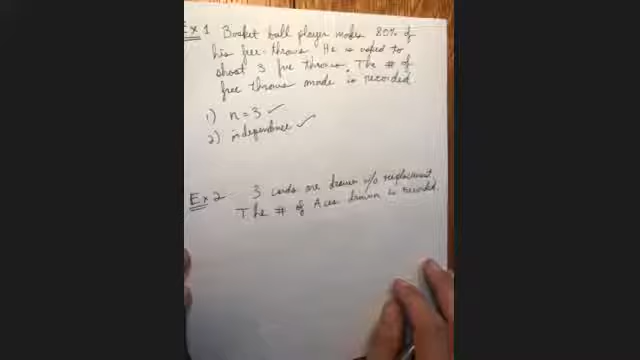 Ex 1 Basket ball player makes 80% of
his free-throws. He is asked to
shoot 3 free throws. The # of
free throws made is recorded.
1) n = 3 ✓
2) independence ✓
Ex 2 3 cards are drawn w/o replacement.
The # of Aces drawn is recorded.